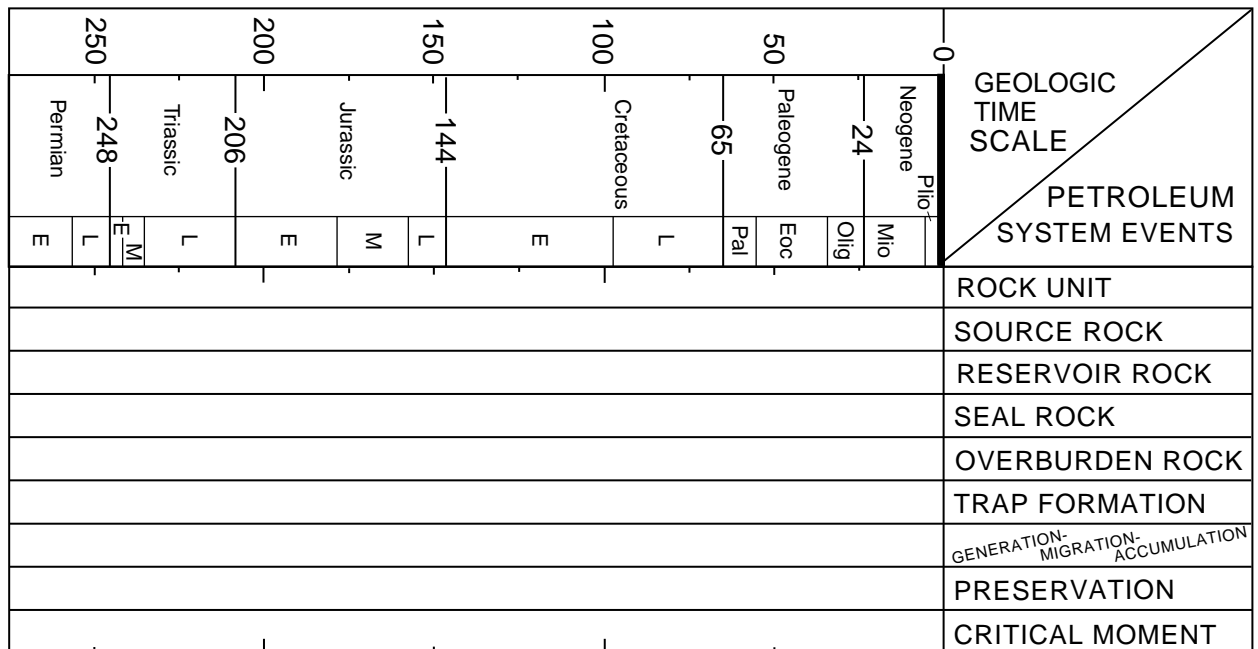 250
200
150
100
50
0
Permian
248
Triassic
206
Jurassic
144
Cretaceous
65
Paleogene
24
Neogene
Plio
E
L
E
M
L
E
M
L
E
L
Pal
Eoc
Olig
Mio
GEOLOGIC
TIME
SCALE
PETROLEUM
SYSTEM EVENTS
ROCK UNIT
SOURCE ROCK
RESERVOIR ROCK
SEAL ROCK
OVERBURDEN ROCK
TRAP FORMATION
GENERATION-
MIGRATION-
ACCUMULATION
PRESERVATION
CRITICAL MOMENT